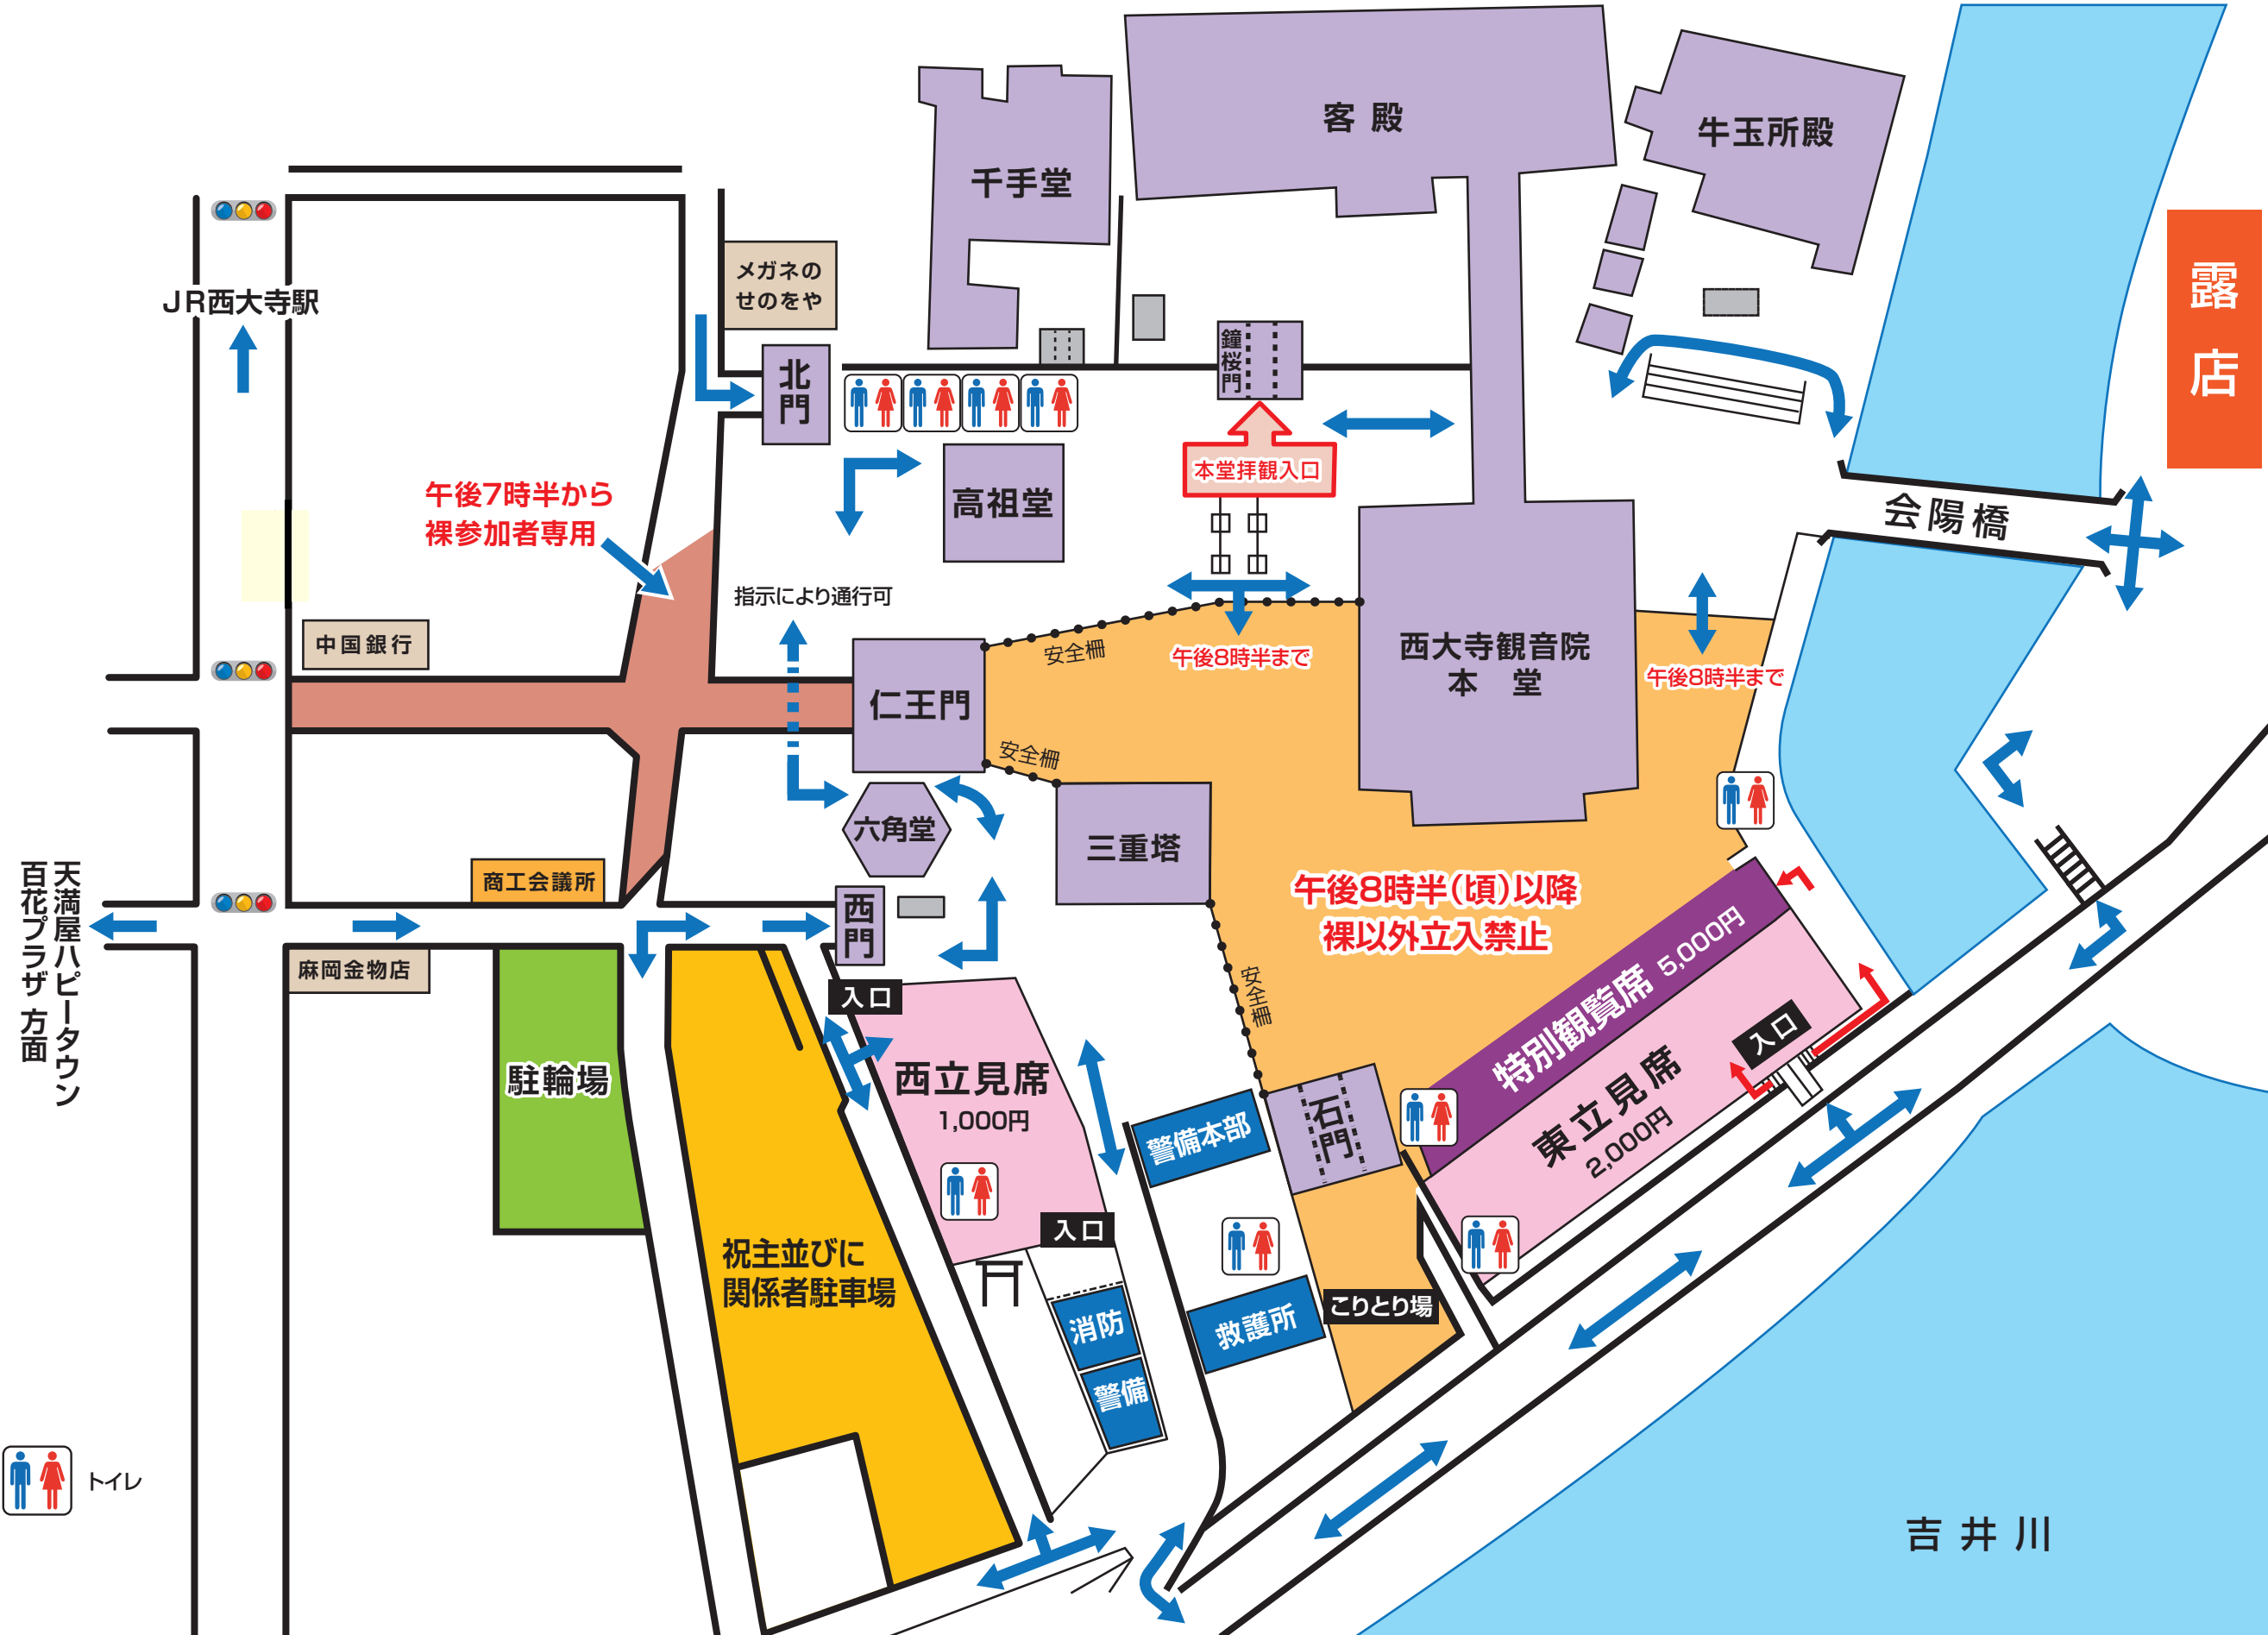 客殿
牛玉所殿
千手堂
露店
メガネの
せのをや
JR西大寺駅
鐘桜門
北門
本堂拝観入口
午後7時半から
裸参加者専用
高祖堂
会陽橋
指示により通行可
中国銀行
安全柵
午後8時半まで
西大寺観音院
本 堂
午後8時半まで
仁王門
安全柵
六角堂
三重塔
天満屋ハピータウン
百花プラザ 方面
商工会議所
西門
午後8時半(頃)以降
裸以外立入禁止
麻岡金物店
入口
安全柵
特別観覧席 5,000円
入口
東立見席
2,000円
駐輪場
西立見席
1,000円
警備本部
石門
入口
祝主並びに
関係者駐車場
消防
救護所
こりとり場
警備
トイレ
吉井川